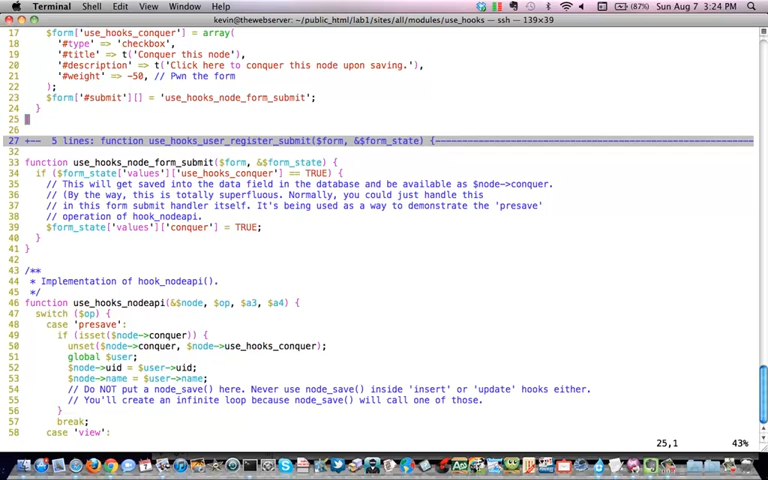 Terminal Shell Edit View Window Help (87%) Sun Aug 7 3:24 PM
kevin@thewebserver: ~/public_html/lab1/sites/all/modules/use_hooks — ssh — 139×39
17 $form['use_hooks_conquer'] = array(
18 '#type' => 'checkbox',
19 '#title' => t('Conquer this node'),
20 '#description' => t('Click here to conquer this node upon saving.'),
21 '#weight' => -50, // Pwn the form
22 );
23 $form['#submit'][] = 'use_hooks_node_form_submit';
24 }
25
26
27 +-- 5 lines: function use_hooks_user_register_submit($form, &$form_state) {
32
33 function use_hooks_node_form_submit($form, &$form_state) {
34 if ($form_state['values']['use_hooks_conquer'] == TRUE) {
35 // This will get saved into the data field in the database and be available as $node->conquer.
36 // (By the way, this is totally superfluous. Normally, you could just handle this
37 // in this form submit handler itself. It's being used as a way to demonstrate the 'presave'
38 // operation of hook_nodeapi.
39 $form_state['values']['conquer'] = TRUE;
40 }
41 }
42
43 /**
44 * Implementation of hook_nodeapi().
45 */
46 function use_hooks_nodeapi(&$node, $op, $a3, $a4) {
47 switch ($op) {
48 case 'presave':
49 if (isset($node->conquer)) {
50 unset($node->conquer, $node->use_hooks_conquer);
51 global $user;
52 $node->uid = $user->uid;
53 $node->name = $user->name;
54 // Do NOT put a node_save() here. Never use node_save() inside 'insert' or 'update' hooks either.
55 // You'll create an infinite loop because node_save() will call one of those.
56 }
57 break;
58 case 'view':
25,1 43%